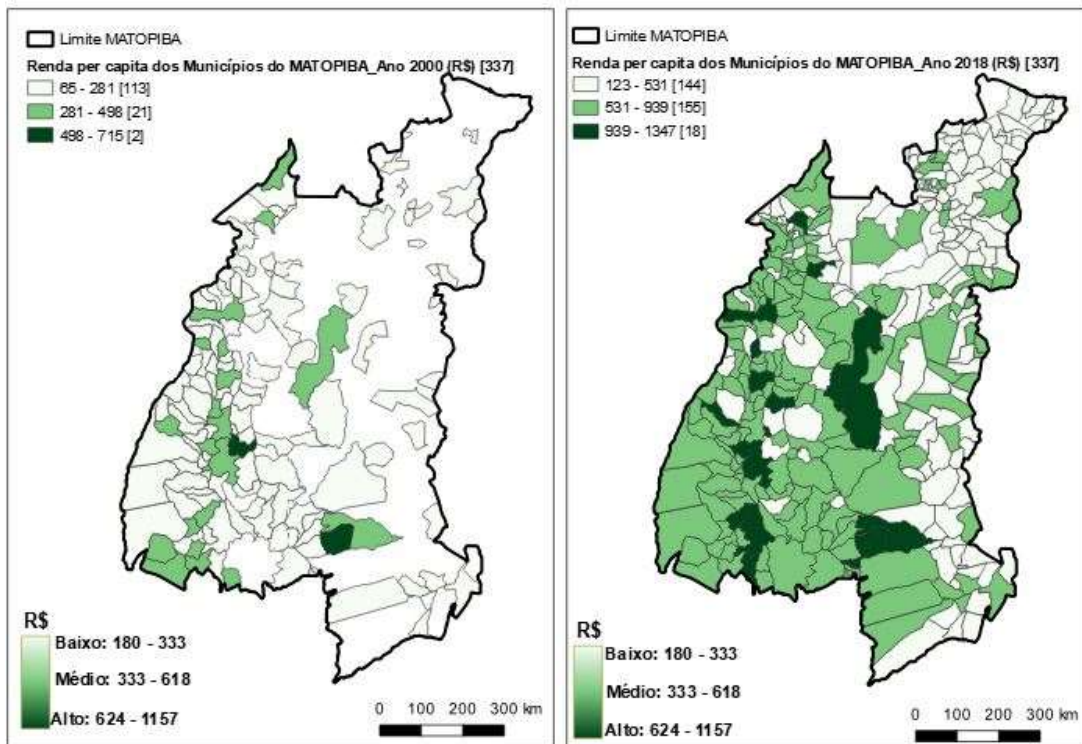 Limite MATOPIBA
Renda per capita dos Municípios do MATOPIBA_Ano 2000 (R$) [337]
65 - 281 [113]
281 - 498 [21]
498 - 715 [2]
R$
Baixo: 180 - 333
Médio: 333 - 618
Alto: 624 - 1157
0 100 200 300 km
Limite MATOPIBA
Renda per capita dos Municípios do MATOPIBA_Ano 2018 (R$) [337]
123 - 531 [144]
531 - 939 [155]
939 - 1347 [18]
R$
Baixo: 180 - 333
Médio: 333 - 618
Alto: 624 - 1157
0 100 200 300 km